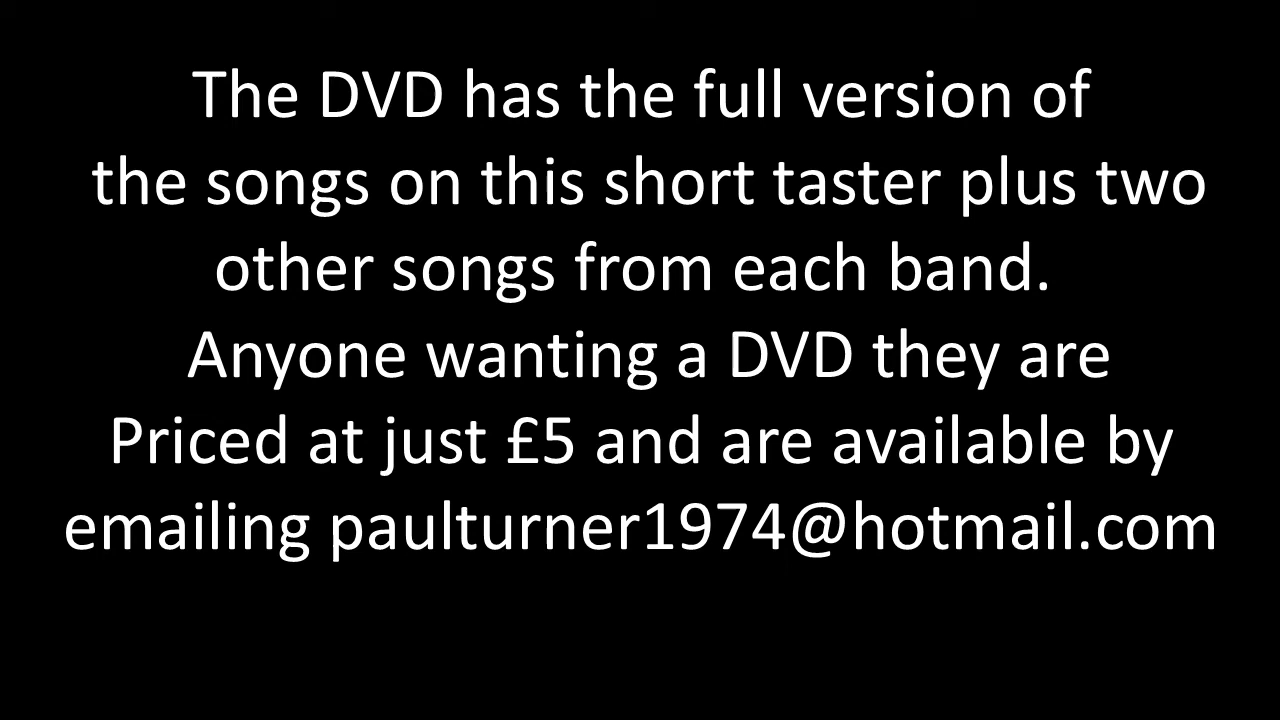 The DVD has the full version of
the songs on this short taster plus two
other songs from each band.
Anyone wanting a DVD they are
Priced at just £5 and are available by
emailing paulturner1974@hotmail.com